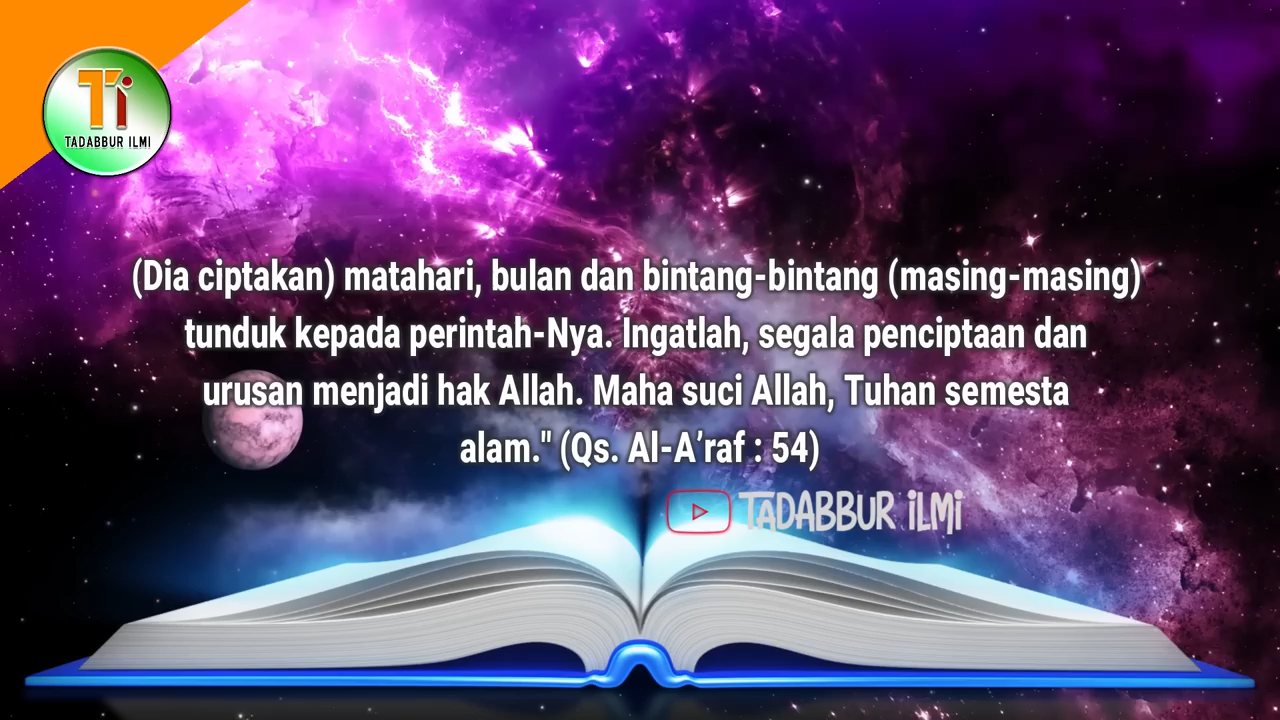 Ti
TADABBUR ILMI
(Dia ciptakan) matahari, bulan dan bintang-bintang (masing-masing)
tunduk kepada perintah-Nya. Ingatlah, segala penciptaan dan
urusan menjadi hak Allah. Maha suci Allah, Tuhan semesta
alam." (Qs. Al-A’raf : 54)
TADABBUR iLMi